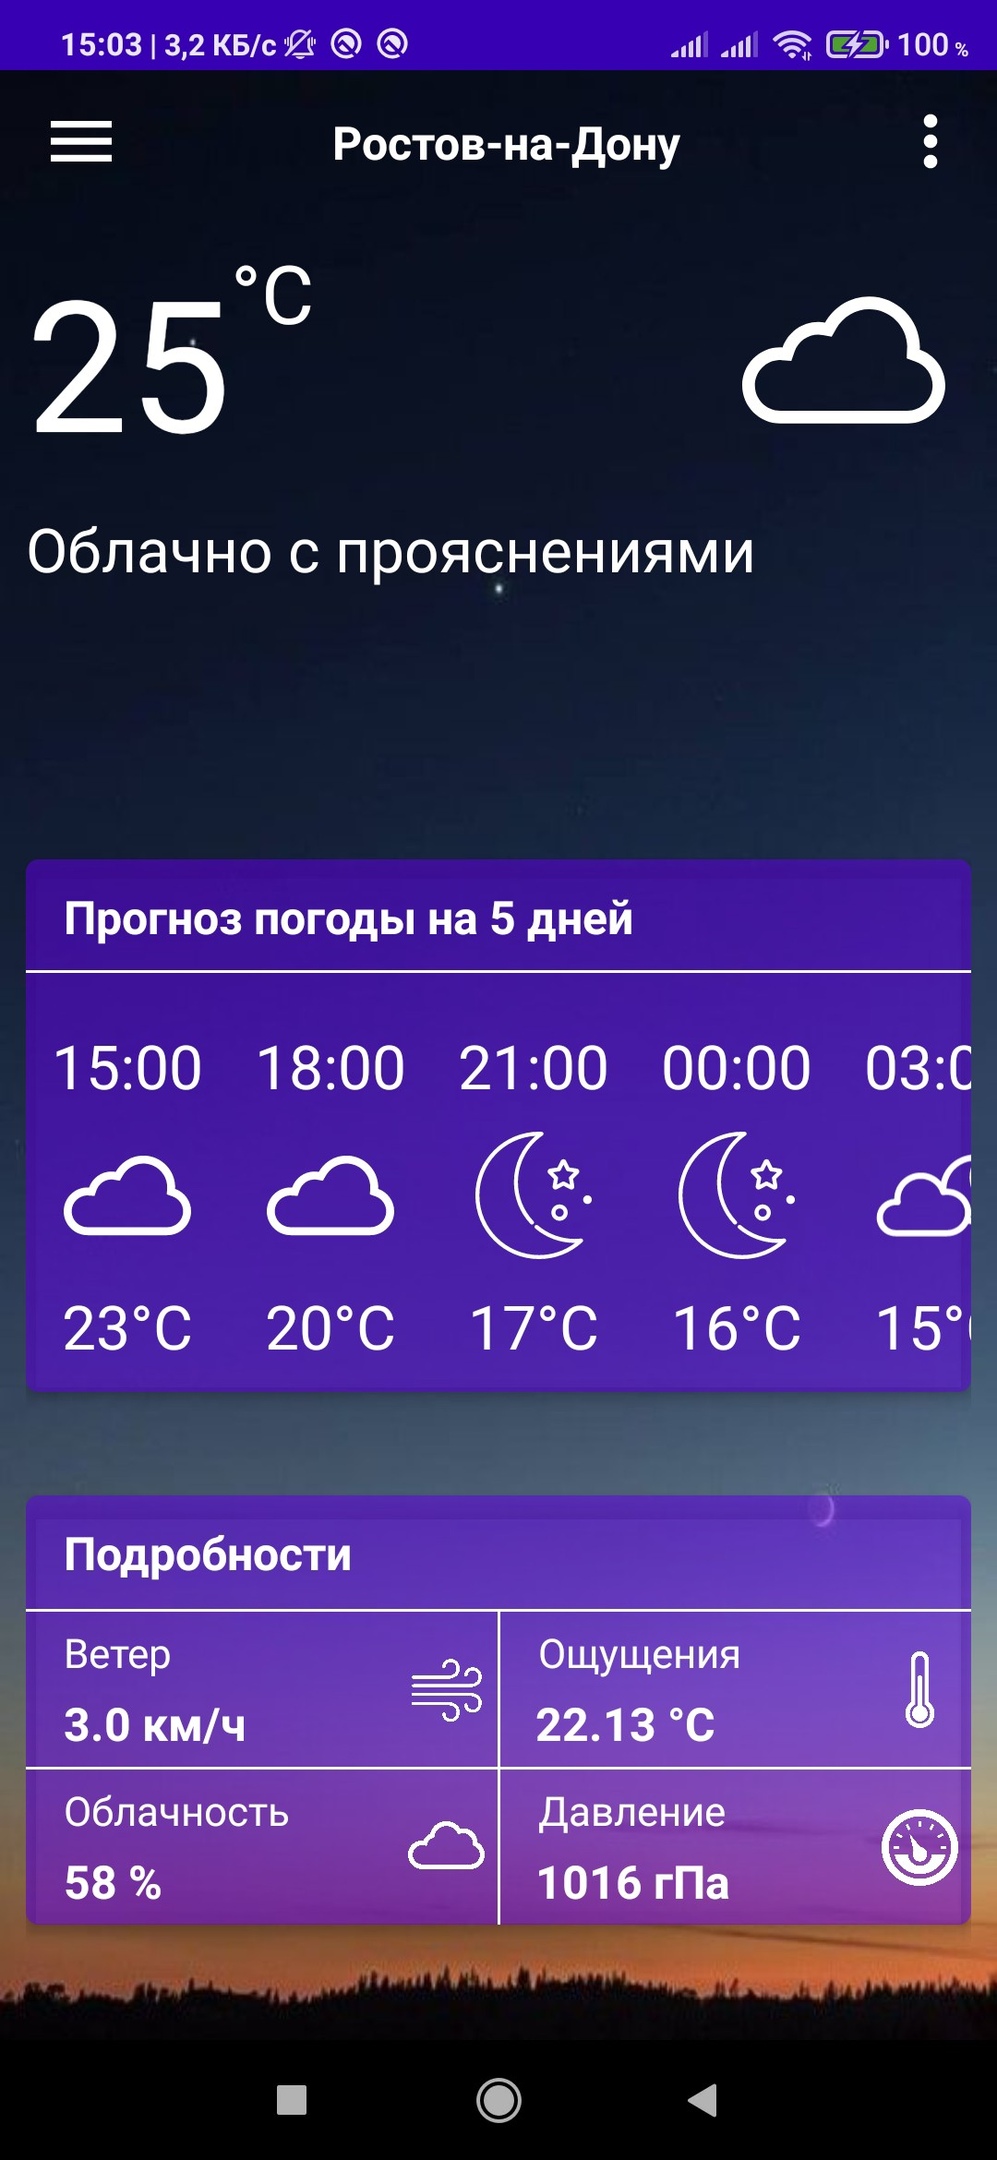 15:03 | 3,2 КБ/с 100 %
Ростов-на-Дону
25 °C
Облачно с прояснениями
Прогноз погоды на 5 дней
15:00 18:00 21:00 00:00 03:0
23°C 20°C 17°C 16°C 15°
Подробности
Ветер Ощущения
3.0 км/ч 22.13 °C
Облачность Давление
58 % 1016 гПа